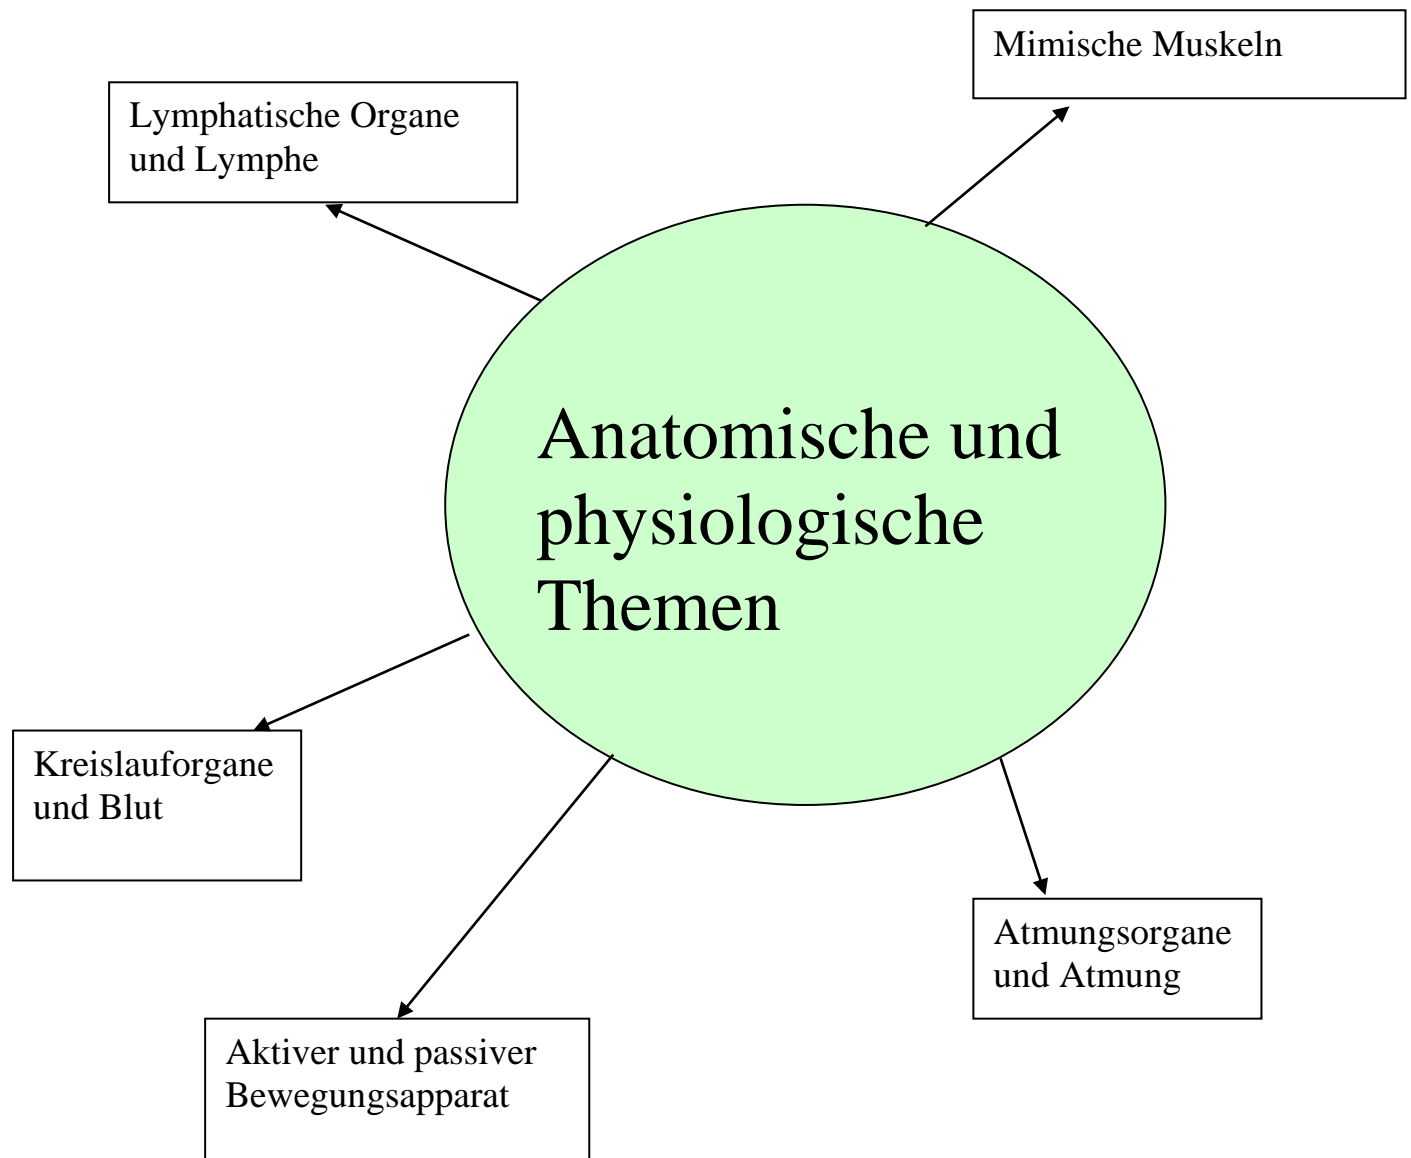 Mimische Muskeln
Lymphatische Organe
und Lymphe
Anatomische und
physiologische
Themen
Kreislauforgane
und Blut
Atmungsorgane
und Atmung
Aktiver und passiver
Bewegungsapparat